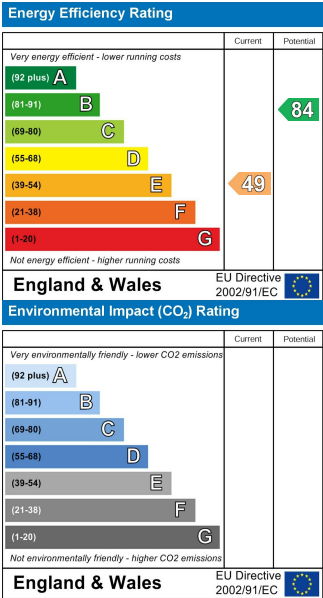 Energy Efficiency Rating
Current Potential
Very energy efficient - lower running costs
(92 plus) A
(81-91) B
84
(69-80) C
(55-68) D
(39-54) E
49
(21-38) F
(1-20) G
Not energy efficient - higher running costs
England & Wales
EU Directive
2002/91/EC
Environmental Impact (CO₂) Rating
Current Potential
Very environmentally friendly - lower CO2 emissions
(92 plus) A
(81-91) B
(69-80) C
(55-68) D
(39-54) E
(21-38) F
(1-20) G
Not environmentally friendly - higher CO2 emissions
England & Wales
EU Directive
2002/91/EC